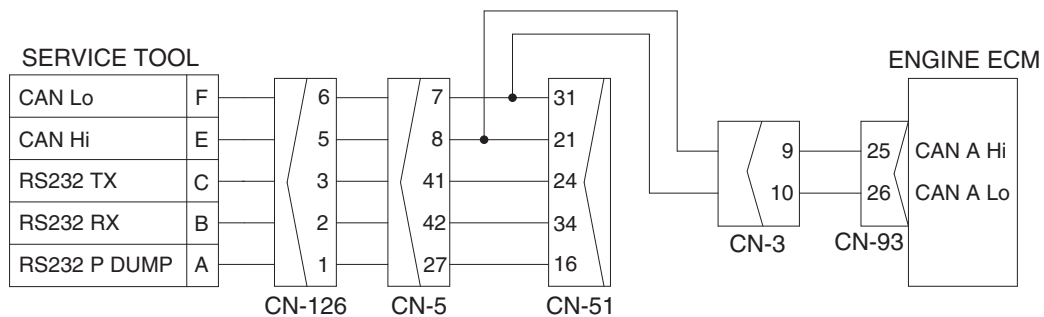 SERVICE TOOL
ENGINE ECM
CAN Lo F 6 7 31
CAN Hi E 5 8 21 9 25 CAN A Hi
RS232 TX C 3 41 24 10 26 CAN A Lo
RS232 RX B 2 42 34
CN-3 CN-93
RS232 P DUMP A 1 27 16
CN-126 CN-5 CN-51